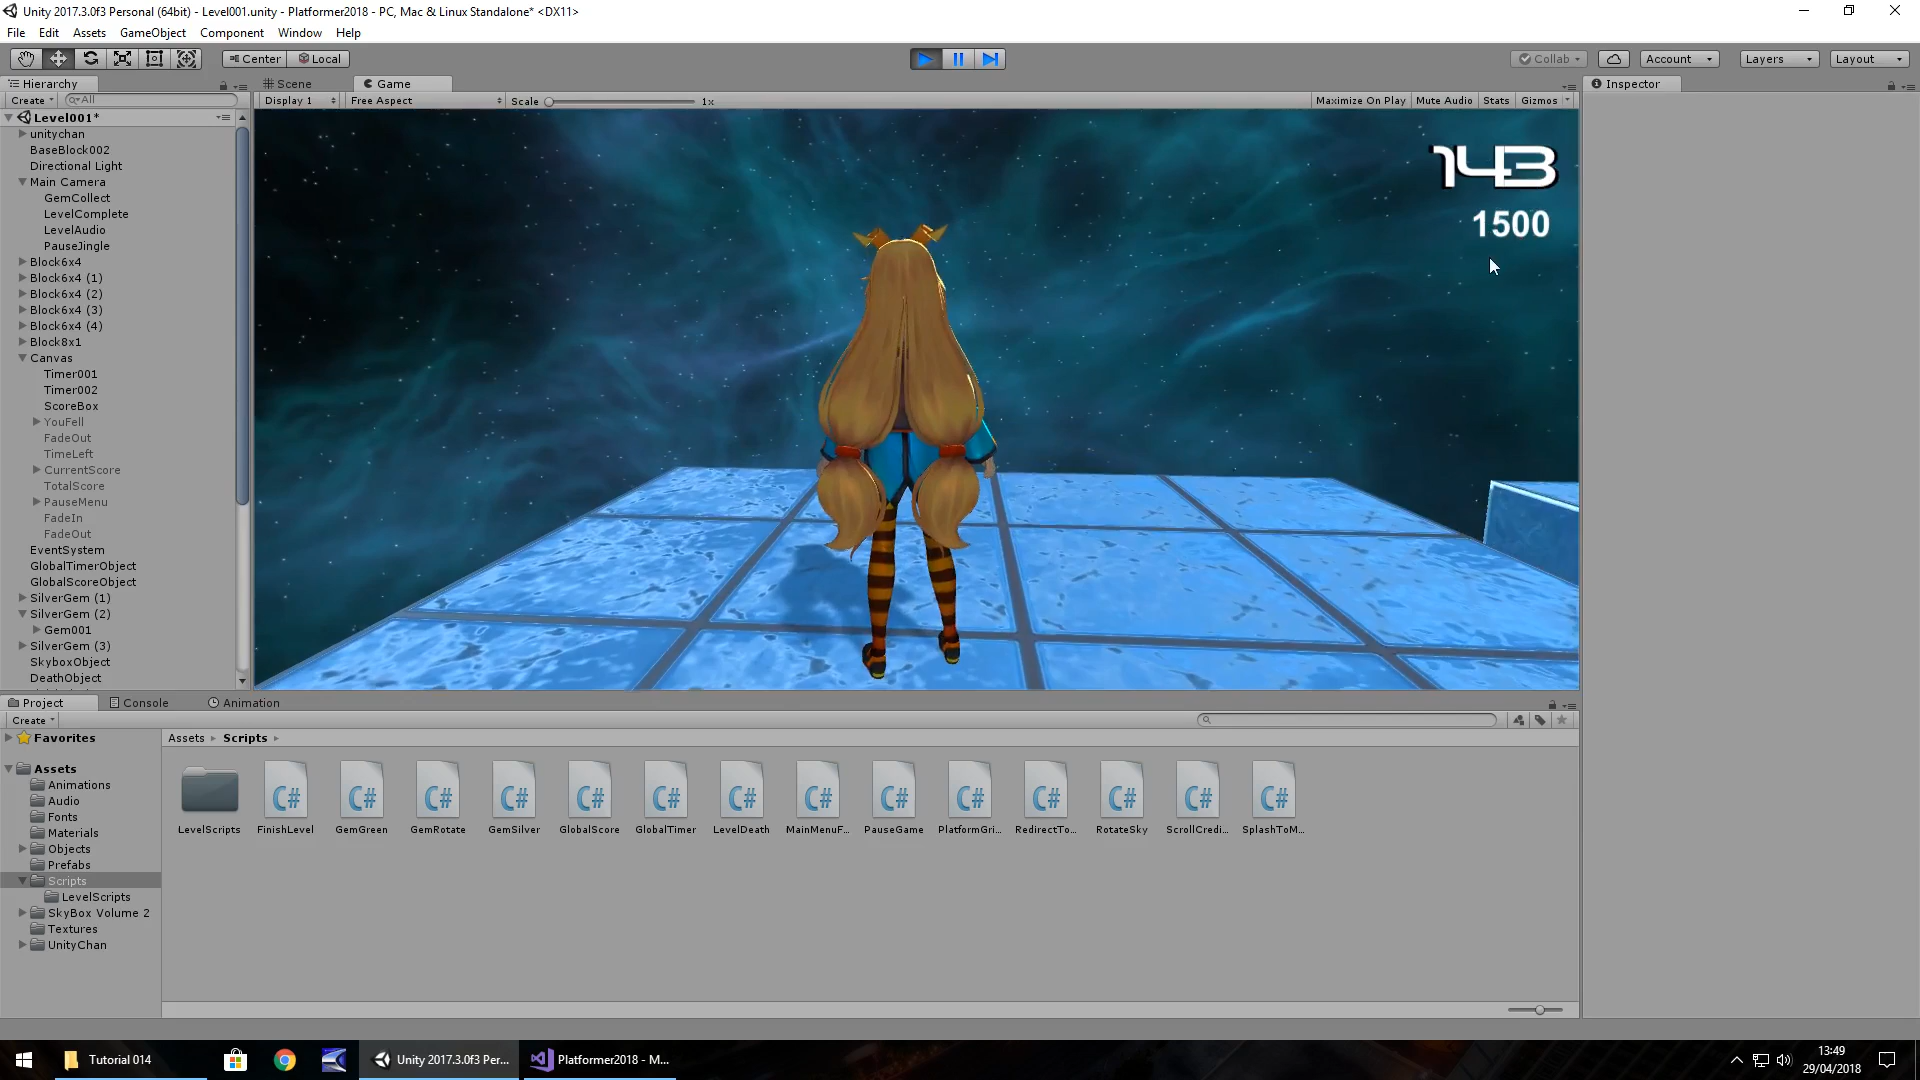 Unity 2017.3.0f3 Personal (64bit) - Level001.unity - Platformer2018 - PC, Mac & Linux Standalone* <DX11>
File Edit Assets GameObject Component Window Help
Center Local Collab Account Layers Layout
Hierarchy Scene Game Inspector
Create All Display 1 Free Aspect Scale 1x Maximize On Play Mute Audio Stats Gizmos
Level001*
unitychan
BaseBlock002
Directional Light
Main Camera
GemCollect
LevelComplete
LevelAudio
PauseJingle
Block6x4
Block6x4 (1)
Block6x4 (2)
Block6x4 (3)
Block6x4 (4)
Block8x1
Canvas
Timer001
Timer002
ScoreBox
YouFell
FadeOut
TimeLeft
CurrentScore
TotalScore
PauseMenu
FadeIn
FadeOut
EventSystem
GlobalTimerObject
GlobalScoreObject
SilverGem (1)
SilverGem (2)
Gem001
SilverGem (3)
SkyboxObject
DeathObject
143
1500
Project Console Animation
Create
Favorites
Assets
Animations
Audio
Fonts
Materials
Objects
Prefabs
Scripts
LevelScripts
SkyBox Volume 2
Textures
UnityChan
Assets Scripts
C# C# C# C# C# C# C# C# C# C# C# C# C# C#
LevelScripts FinishLevel GemGreen GemRotate GemSilver GlobalScore GlobalTimer LevelDeath MainMenuF... PauseGame PlatformGri... RedirectTo... RotateSky ScrollCredi... SplashToM...
Tutorial 014 Unity 2017.3.0f3 Per... Platformer2018 - M...
13:49
29/04/2018